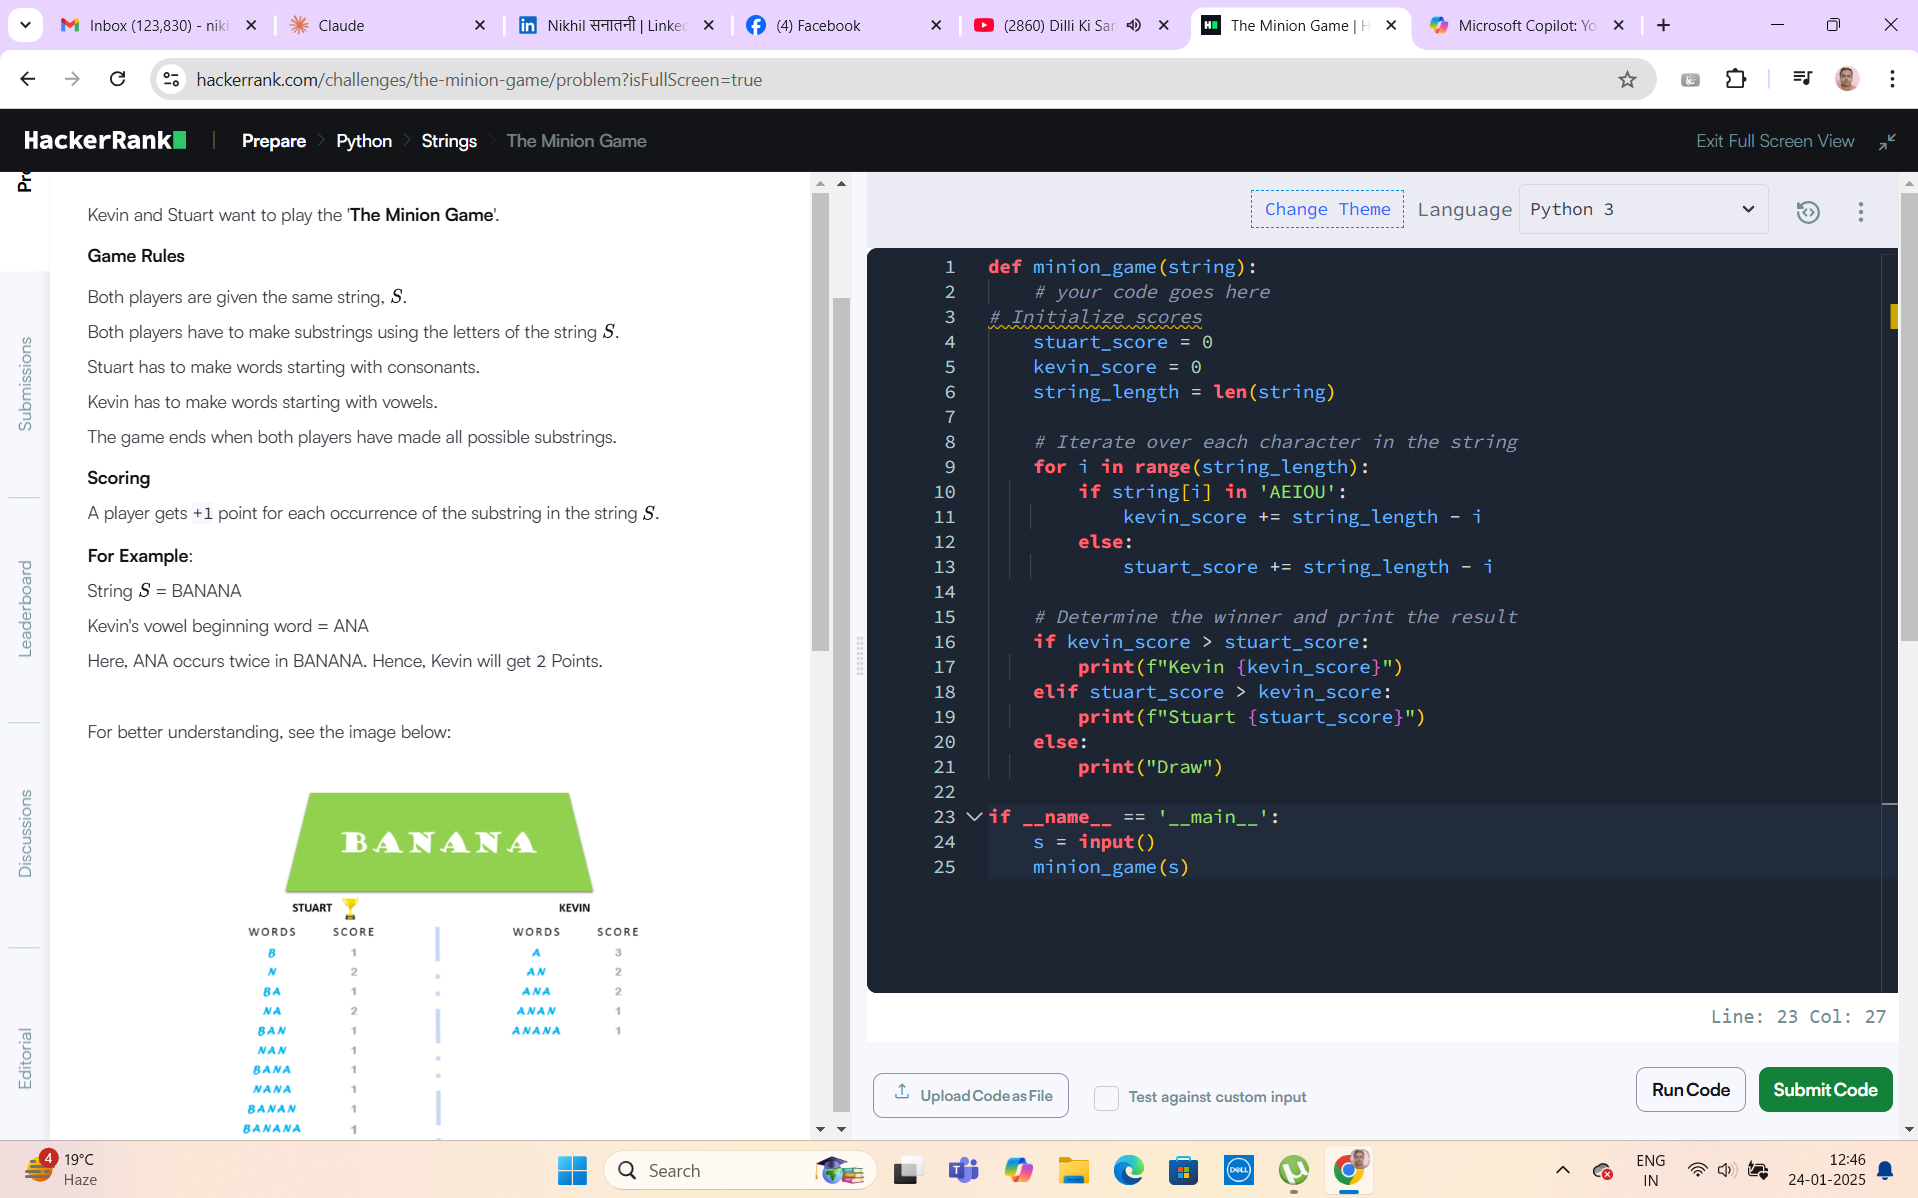 Inbox (123,830) - nikh
Claude
Nikhil सनातनी | Linked
(4) Facebook
(2860) Dilli Ki Sar
The Minion Game | H
Microsoft Copilot: Yo
hackerrank.com/challenges/the-minion-game/problem?isFullScreen=true
HackerRank
Prepare
Python
Strings
The Minion Game
Exit Full Screen View
Submissions
Leaderboard
Discussions
Editorial
Kevin and Stuart want to play the 'The Minion Game'.
Game Rules
Both players are given the same string, S.
Both players have to make substrings using the letters of the string S.
Stuart has to make words starting with consonants.
Kevin has to make words starting with vowels.
The game ends when both players have made all possible substrings.
Scoring
A player gets +1 point for each occurrence of the substring in the string S.
For Example:
String S = BANANA
Kevin's vowel beginning word = ANA
Here, ANA occurs twice in BANANA. Hence, Kevin will get 2 Points.
For better understanding, see the image below:
BANANA
STUART KEVIN
WORDS SCORE WORDS SCORE
B 1 A 3
N 2 AN 2
BA 1 ANA 2
NA 2 ANAN 1
BAN 1 ANANA 1
NAN 1
BANA 1
NANA 1
BANAN 1
BANANA 1
Change Theme Language Python 3
1 def minion_game(string):
2 # your code goes here
3 # Initialize scores
4 stuart_score = 0
5 kevin_score = 0
6 string_length = len(string)
7
8 # Iterate over each character in the string
9 for i in range(string_length):
10 if string[i] in 'AEIOU':
11 kevin_score += string_length - i
12 else:
13 stuart_score += string_length - i
14
15 # Determine the winner and print the result
16 if kevin_score > stuart_score:
17 print(f"Kevin {kevin_score}")
18 elif stuart_score > kevin_score:
19 print(f"Stuart {stuart_score}")
20 else:
21 print("Draw")
22
23 if __name__ == '__main__':
24 s = input()
25 minion_game(s)
Line: 23 Col: 27
Upload Code as File
Test against custom input
Run Code
Submit Code
4
19°C
Haze
Search
DELL
ENG
IN
12:46
24-01-2025